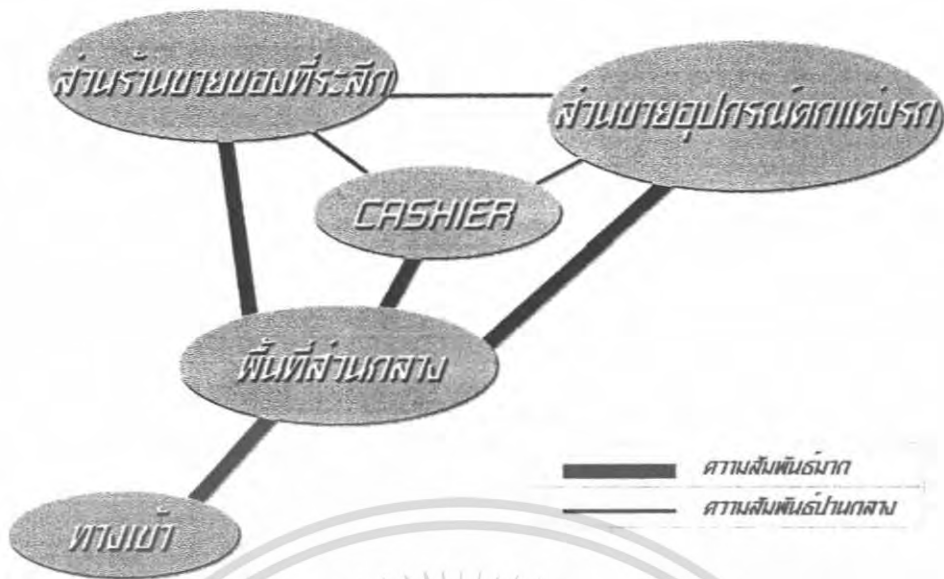 ส่วนร้านขายของที่ระลึก
ส่วนขายอุปกรณ์ตกแต่งรถ
CASHIER
พื้นที่ส่วนกลาง
ความสัมพันธ์มาก
ความสัมพันธ์ปานกลาง
ทางเข้า